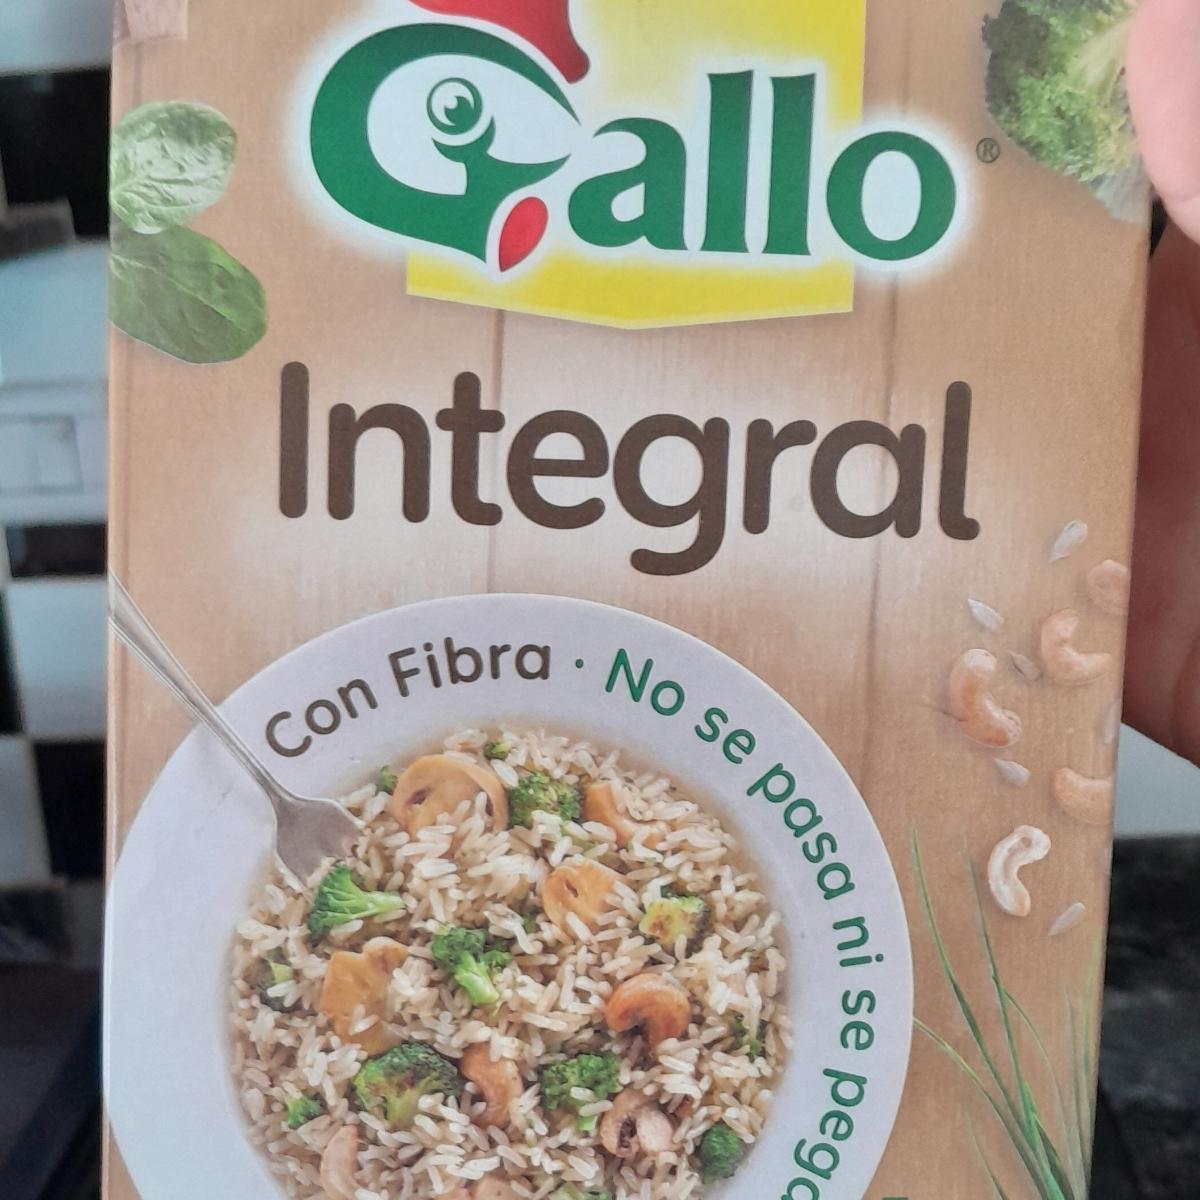 Gallo®
Integral
Con Fibra · No se pasa ni se pega